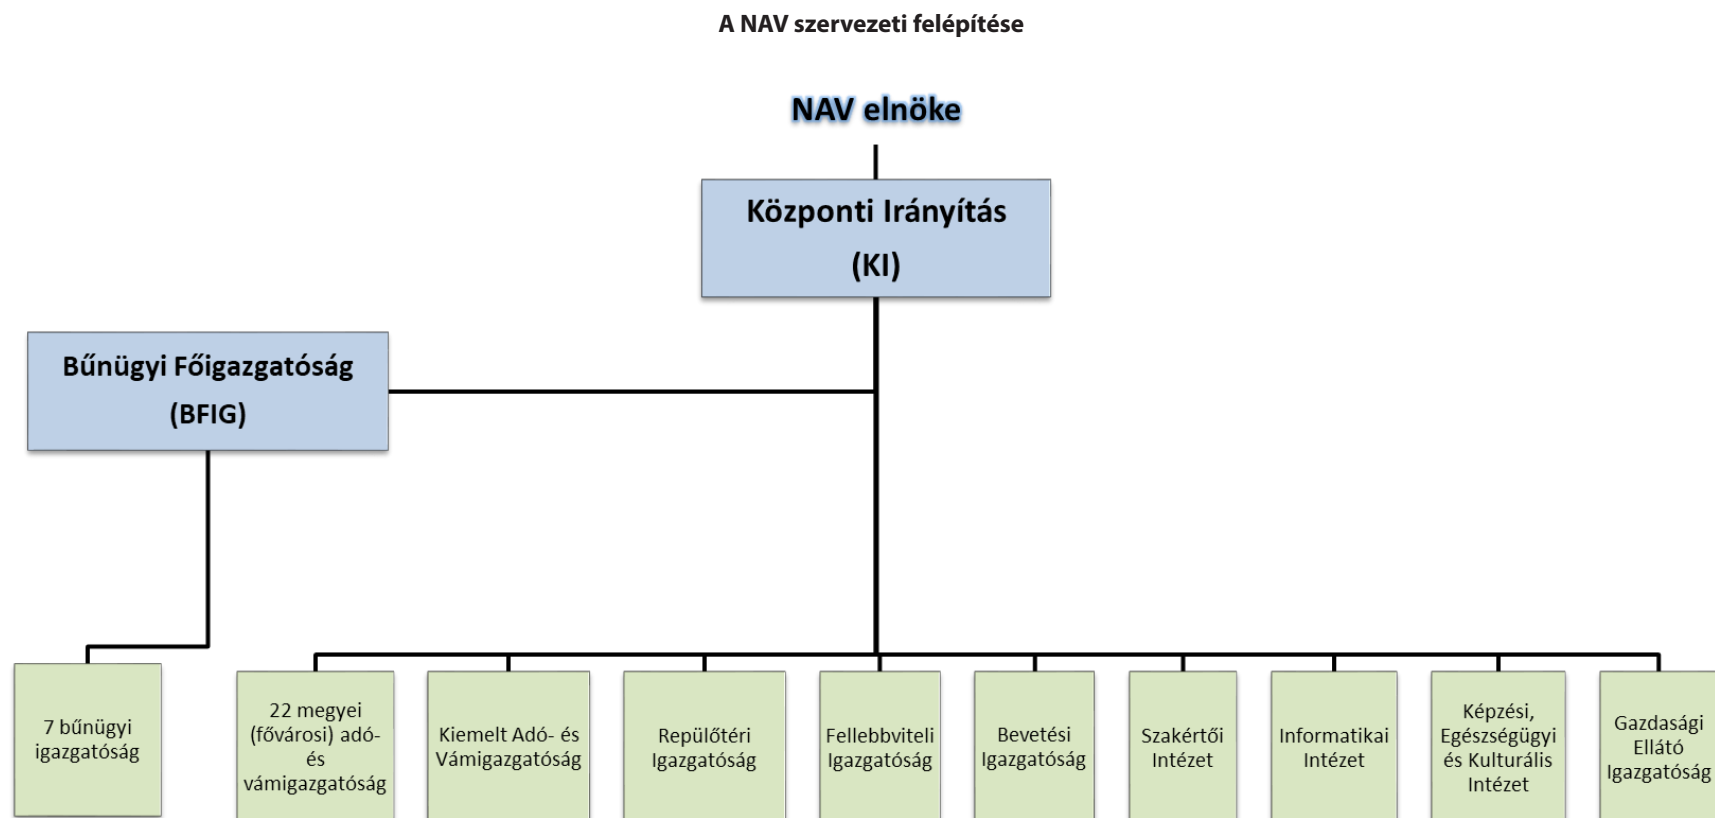 A NAV szervezeti felépítése
NAV elnöke
Központi Irányítás
(KI)
Bűnügyi Főigazgatóság
(BFIG)
7 bűnügyi
igazgatóság
22 megyei
(fővárosi) adó-
és
vámigazgatóság
Kiemelt Adó- és
Vámigazgatóság
Repülőtéri
Igazgatóság
Fellebbviteli
Igazgatóság
Bevetési
Igazgatóság
Szakértői
Intézet
Informatikai
Intézet
Képzési,
Egészségügyi
és Kulturális
Intézet
Gazdasági
Ellátó
Igazgatóság